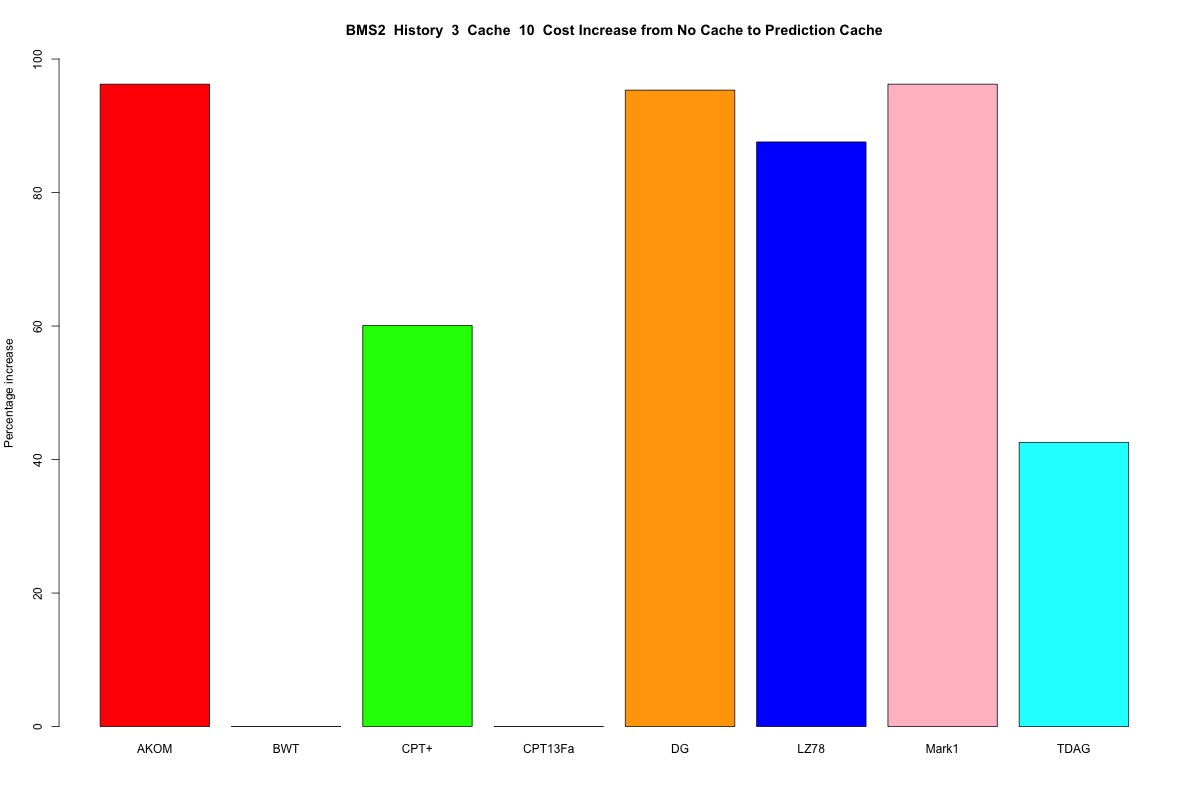 BMS2 History 3 Cache 10 Cost Increase from No Cache to Prediction Cache
Percentage increase
100
80
60
40
20
0
AKOM BWT CPT+ CPT13Fa DG LZ78 Mark1 TDAG